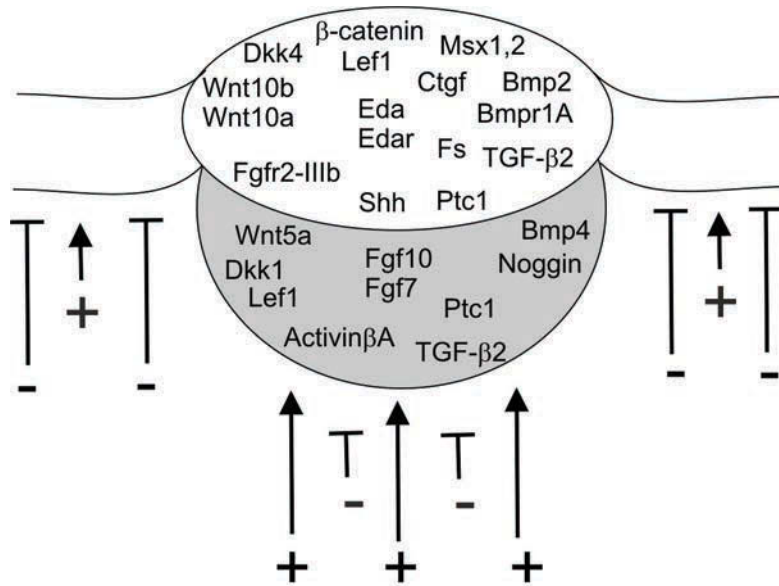 β-catenin
Dkk4
Msx1,2
Lef1
Wnt10b
Ctgf
Bmp2
Wnt10a
Eda
Bmpr1A
Edar
Fs
TGF-β2
Fgfr2-IIIb
Shh
Ptc1
Wnt5a
Bmp4
Fgf10
Noggin
Dkk1
Fgf7
Lef1
Ptc1
ActivinβA
TGF-β2
+
+
-
-
-
-
-
-
+
+
+